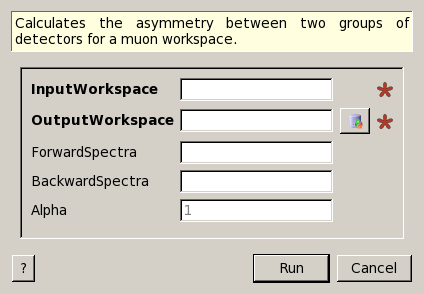 Calculates the asymmetry between two groups of
detectors for a muon workspace.
InputWorkspace
OutputWorkspace
ForwardSpectra
BackwardSpectra
Alpha 1
? Run Cancel